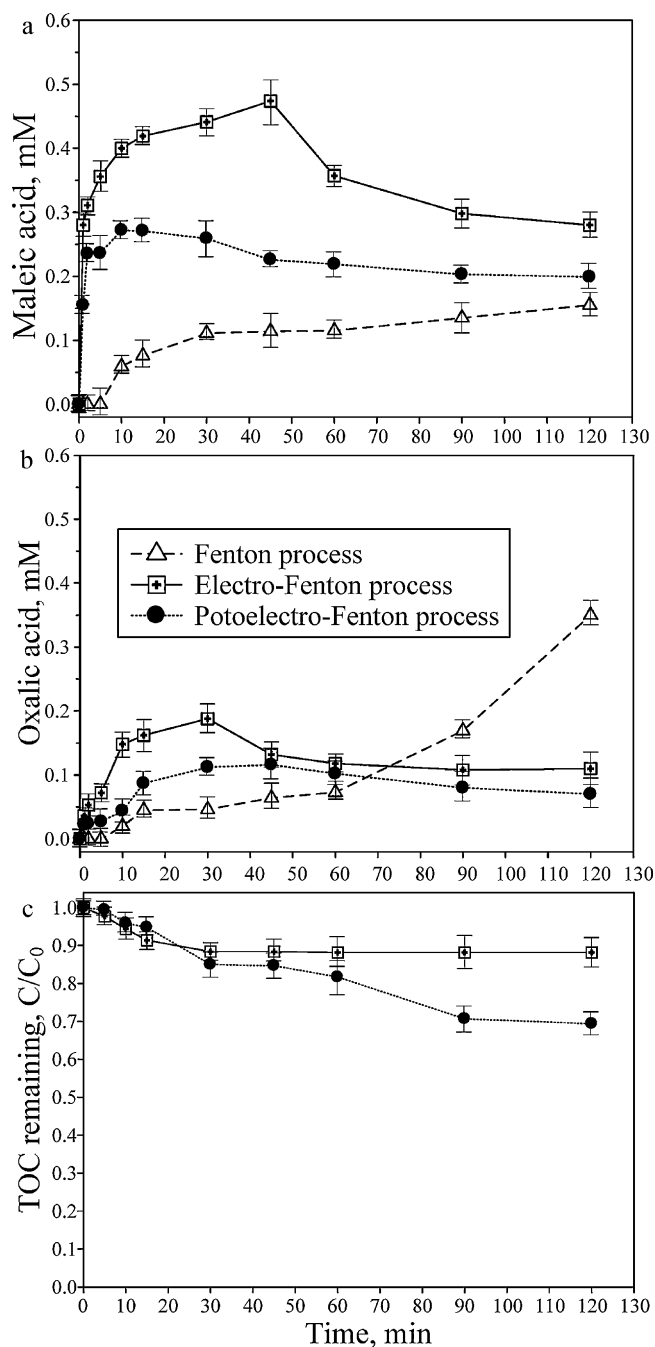 a
0.6
0.5
0.4
0.3
0.2
0.1
0.0
Maleic acid, mM
0 10 20 30 40 50 60 70 80 90 100 110 120 130
b
0.6
0.5
0.4
0.3
0.2
0.1
0.0
Oxalic acid, mM
Fenton process
Electro-Fenton process
Potoelectro-Fenton process
0 10 20 30 40 50 60 70 80 90 100 110 120 130
c
1.0
0.9
0.8
0.7
0.6
0.5
0.4
0.3
0.2
0.1
0.0
TOC remaining, C/C₀
0 10 20 30 40 50 60 70 80 90 100 110 120 130
Time, min